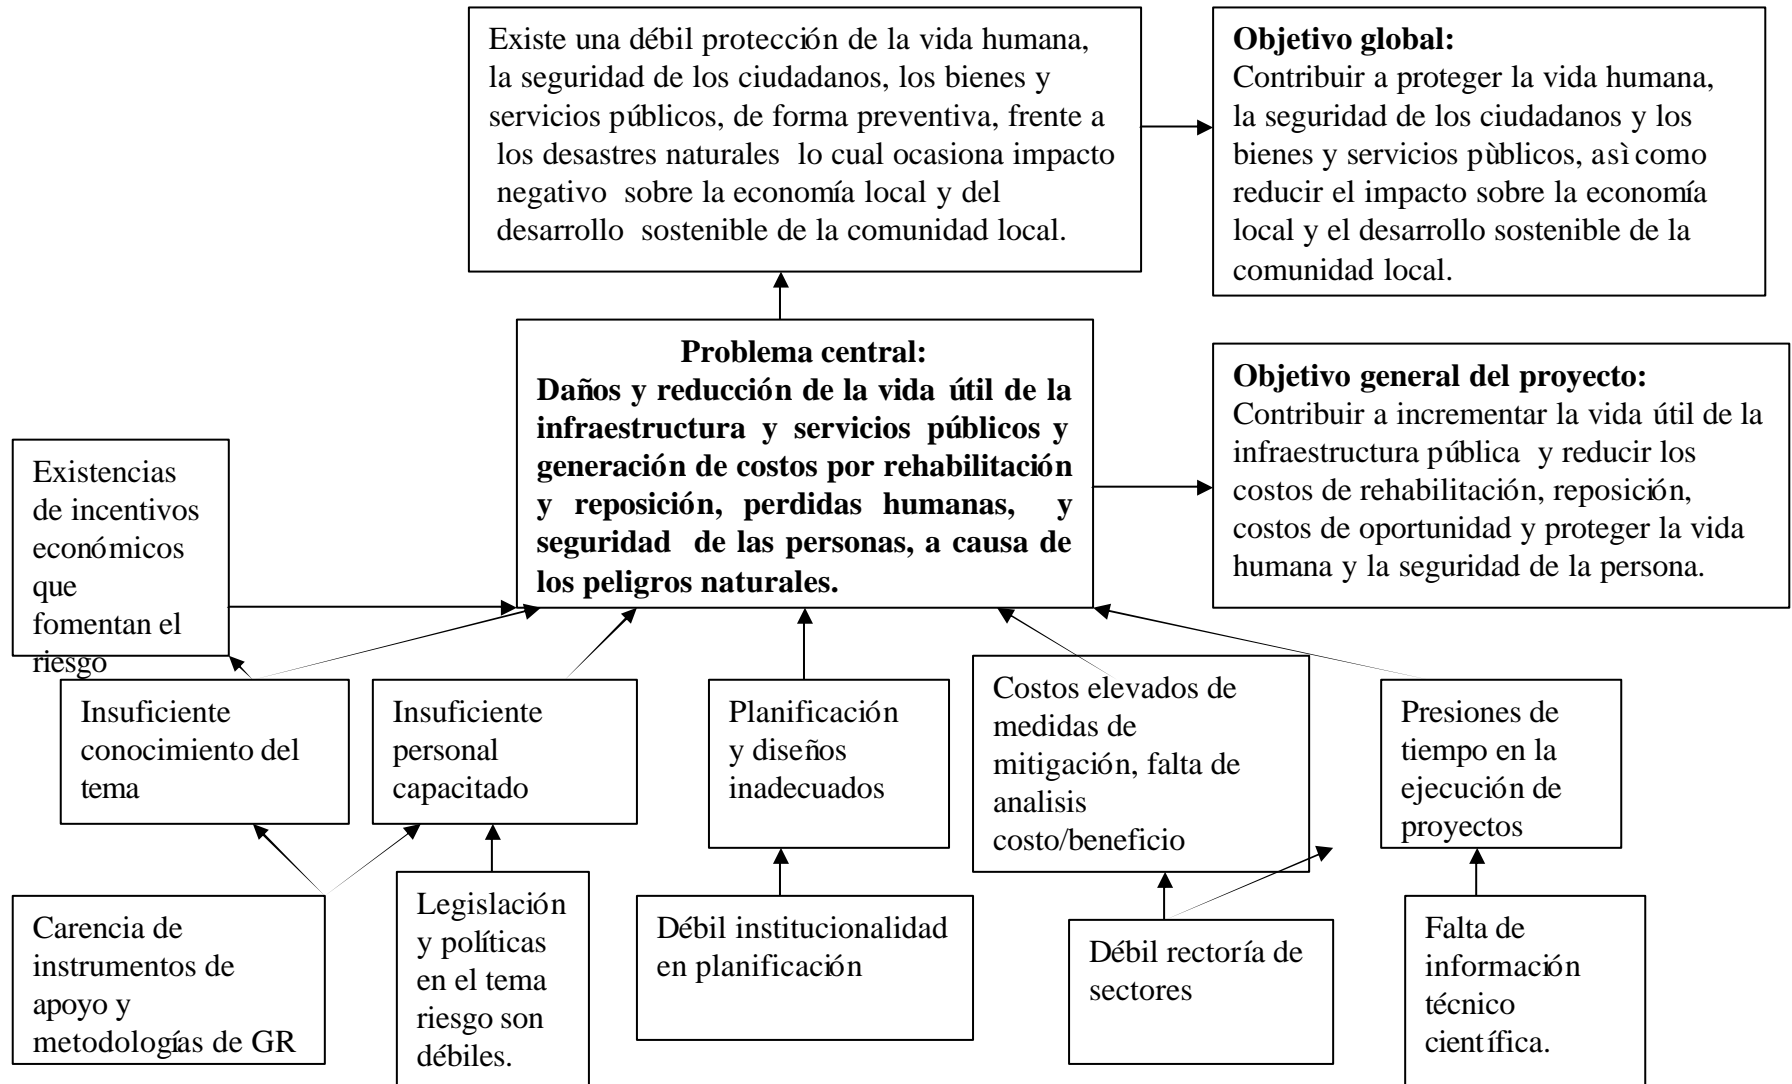 Existe una débil protección de la vida humana,
la seguridad de los ciudadanos, los bienes y
servicios públicos, de forma preventiva, frente a
los desastres naturales lo cual ocasiona impacto
negativo sobre la economía local y del
desarrollo sostenible de la comunidad local.
Objetivo global:
Contribuir a proteger la vida humana,
la seguridad de los ciudadanos y los
bienes y servicios pùblicos, asì como
reducir el impacto sobre la economía
local y el desarrollo sostenible de la
comunidad local.
Problema central:
Daños y reducción de la vida útil de la
infraestructura y servicios públicos y
generación de costos por rehabilitación
y reposición, perdidas humanas, y
seguridad de las personas, a causa de
los peligros naturales.
Objetivo general del proyecto:
Contribuir a incrementar la vida útil de la
infraestructura pública y reducir los
costos de rehabilitación, reposición,
costos de oportunidad y proteger la vida
humana y la seguridad de la persona.
Existencias
de incentivos
económicos
que
fomentan el
riesgo
Insuficiente
conocimiento del
tema
Insuficiente
personal
capacitado
Planificación
y diseños
inadecuados
Costos elevados de
medidas de
mitigación, falta de
analisis
costo/beneficio
Presiones de
tiempo en la
ejecución de
proyectos
Carencia de
instrumentos de
apoyo y
metodologías de GR
Legislación
y políticas
en el tema
riesgo son
débiles.
Débil institucionalidad
en planificación
Débil rectoría de
sectores
Falta de
información
técnico
científica.